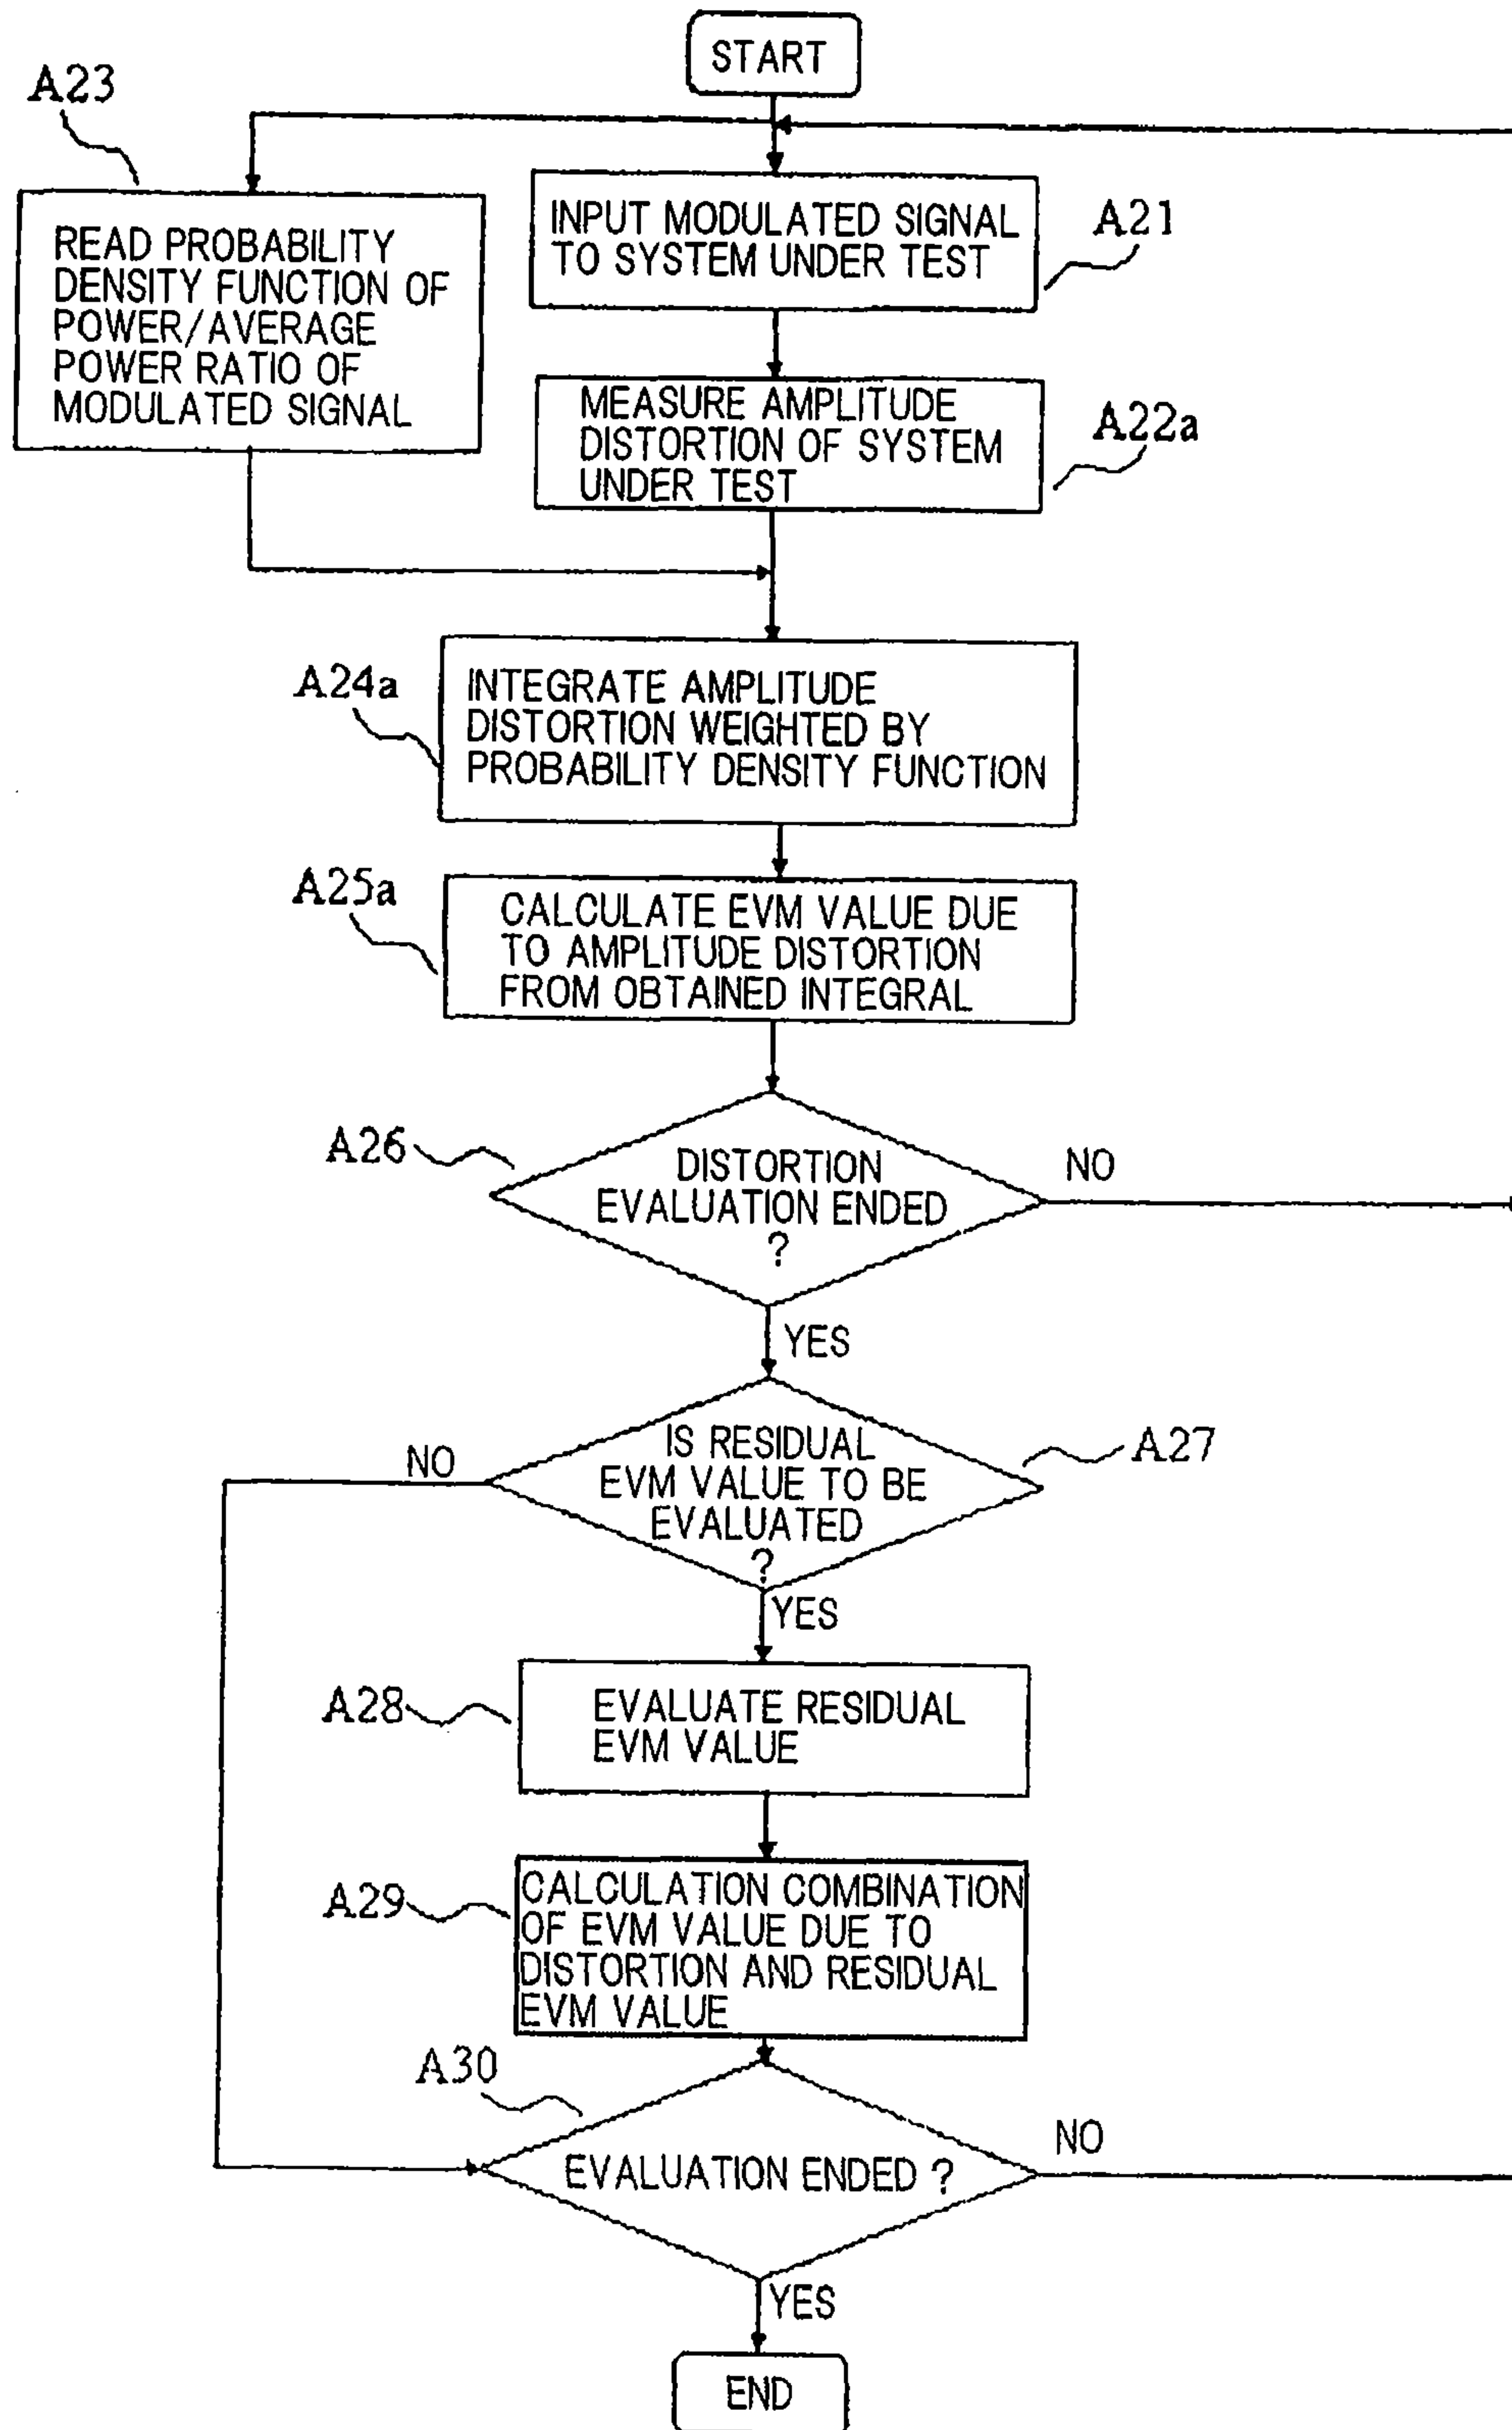 START
A23
READ PROBABILITY
DENSITY FUNCTION OF
POWER/AVERAGE
POWER RATIO OF
MODULATED SIGNAL
INPUT MODULATED SIGNAL
TO SYSTEM UNDER TEST
A21
MEASURE AMPLITUDE
DISTORTION OF SYSTEM
UNDER TEST
A22a
A24a
INTEGRATE AMPLITUDE
DISTORTION WEIGHTED BY
PROBABILITY DENSITY FUNCTION
A25a
CALCULATE EVM VALUE DUE
TO AMPLITUDE DISTORTION
FROM OBTAINED INTEGRAL
A26
DISTORTION
EVALUATION ENDED
?
NO
YES
IS RESIDUAL
EVM VALUE TO BE
EVALUATED
?
A27
NO
YES
A28
EVALUATE RESIDUAL
EVM VALUE
A29
CALCULATION COMBINATION
OF EVM VALUE DUE TO
DISTORTION AND RESIDUAL
EVM VALUE
A30
EVALUATION ENDED ?
NO
YES
END